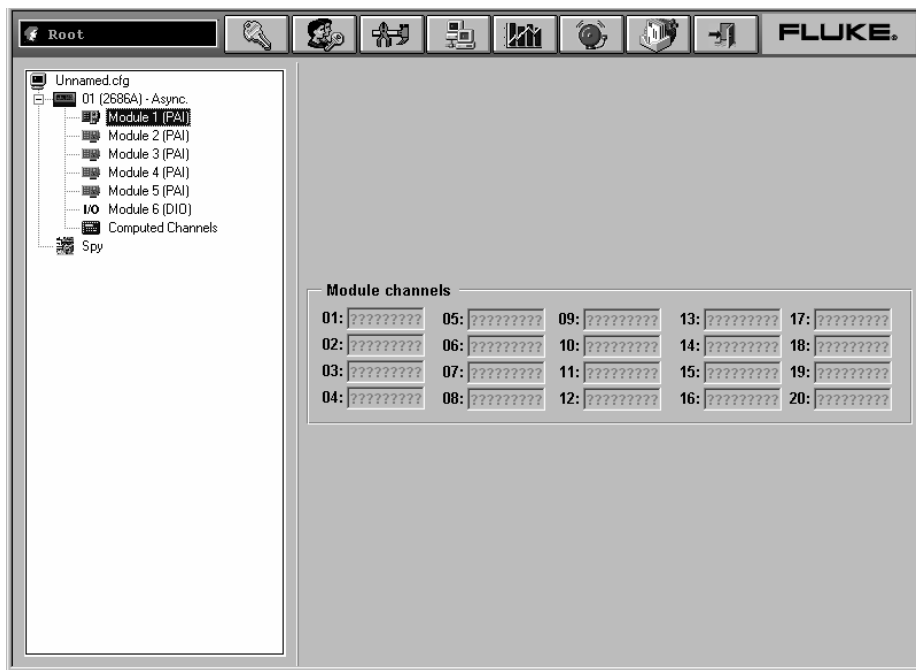 Root
FLUKE®
Unnamed.cfg
01 (2686A) - Async.
Module 1 (PAI)
Module 2 (PAI)
Module 3 (PAI)
Module 4 (PAI)
Module 5 (PAI)
I/O Module 6 (DIO)
Computed Channels
Spy
Module channels
01: ????????? 05: ????????? 09: ????????? 13: ????????? 17: ?????????
02: ????????? 06: ????????? 10: ????????? 14: ????????? 18: ?????????
03: ????????? 07: ????????? 11: ????????? 15: ????????? 19: ?????????
04: ????????? 08: ????????? 12: ????????? 16: ????????? 20: ?????????